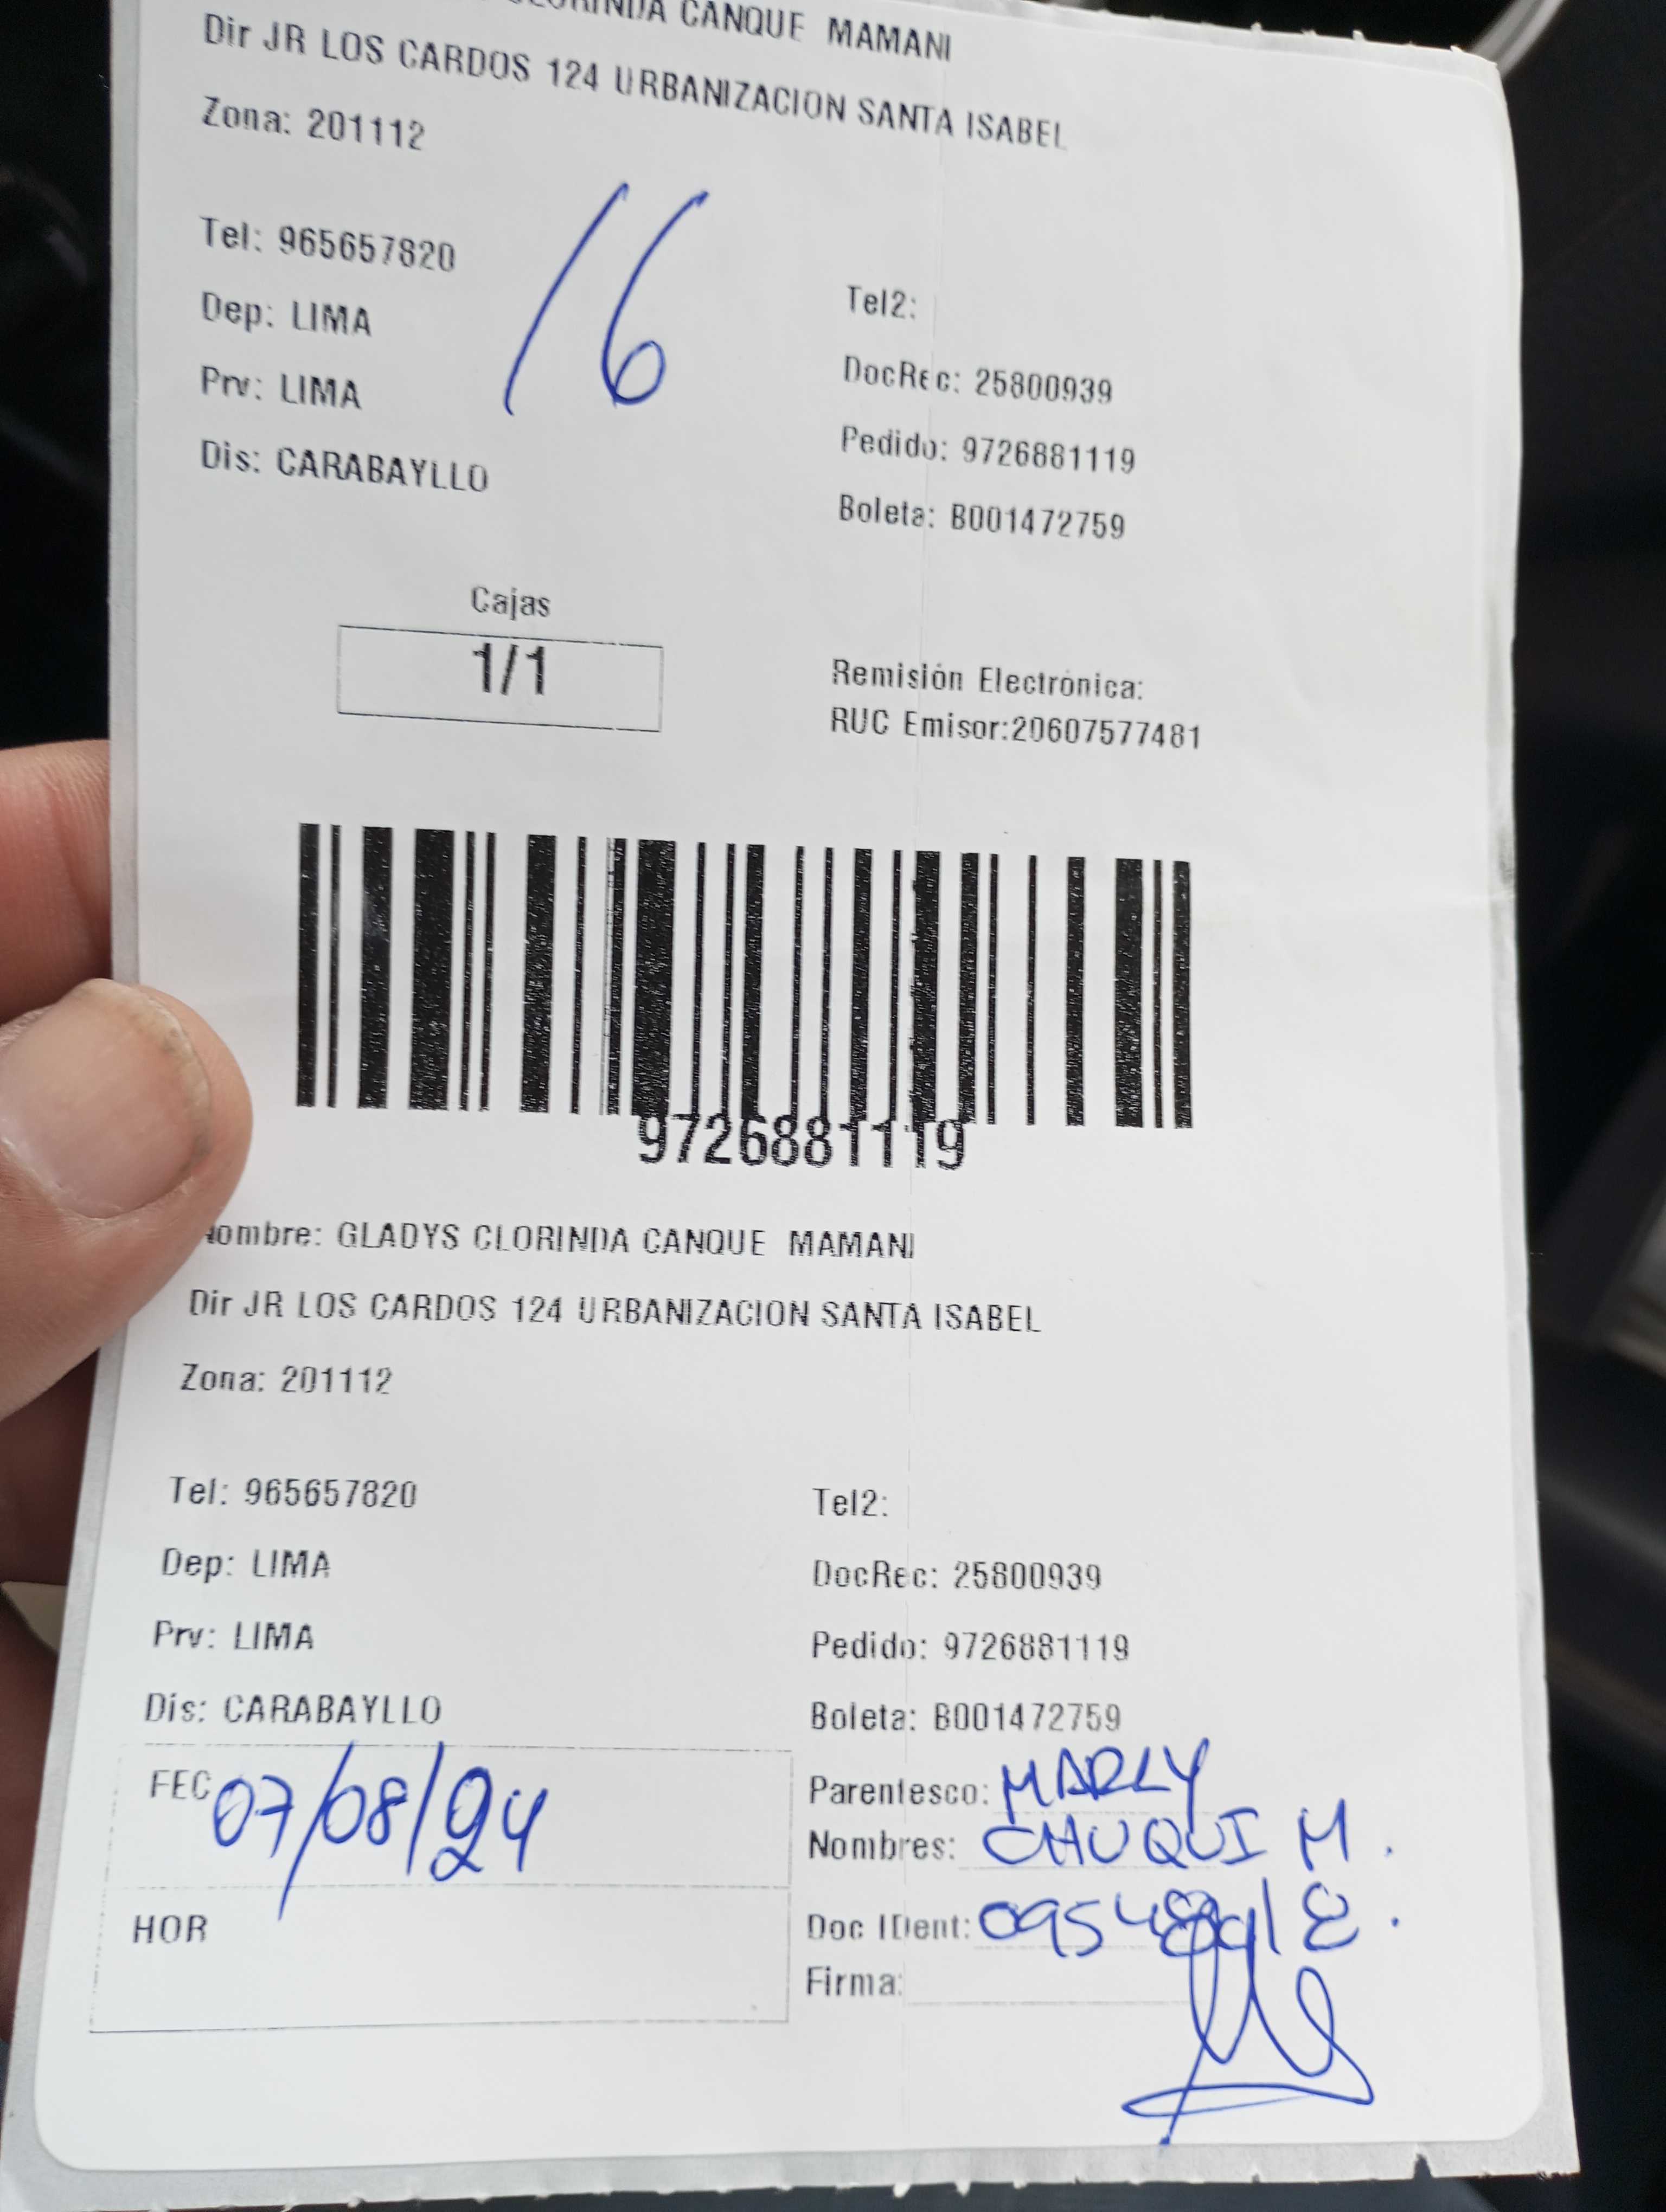 CLORINDA CANQUE MAMANI
Dir JR LOS CARDOS 124 URBANIZACION SANTA ISABEL
Zona: 201112
16
Tel: 965657820
Tel2:
Dep: LIMA
DocRec: 25800939
Prv: LIMA
Pedido: 9726881119
Dis: CARABAYLLO
Boleta: B001472759
Cajas
1/1
Remisión Electrónica:
RUC Emisor:20607577481
9726881119
Nombre: GLADYS CLORINDA CANQUE MAMANI
Dir JR LOS CARDOS 124 URBANIZACION SANTA ISABEL
Zona: 201112
Tel: 965657820
Tel2:
Dep: LIMA
DocRec: 25800939
Prv: LIMA
Pedido: 9726881119
Dis: CARABAYLLO
Boleta: B001472759
FEC 07/08/24
Parentesco: MARLY
Nombres: CHUQUI M.
HOR
Doc IDent:
Firma: